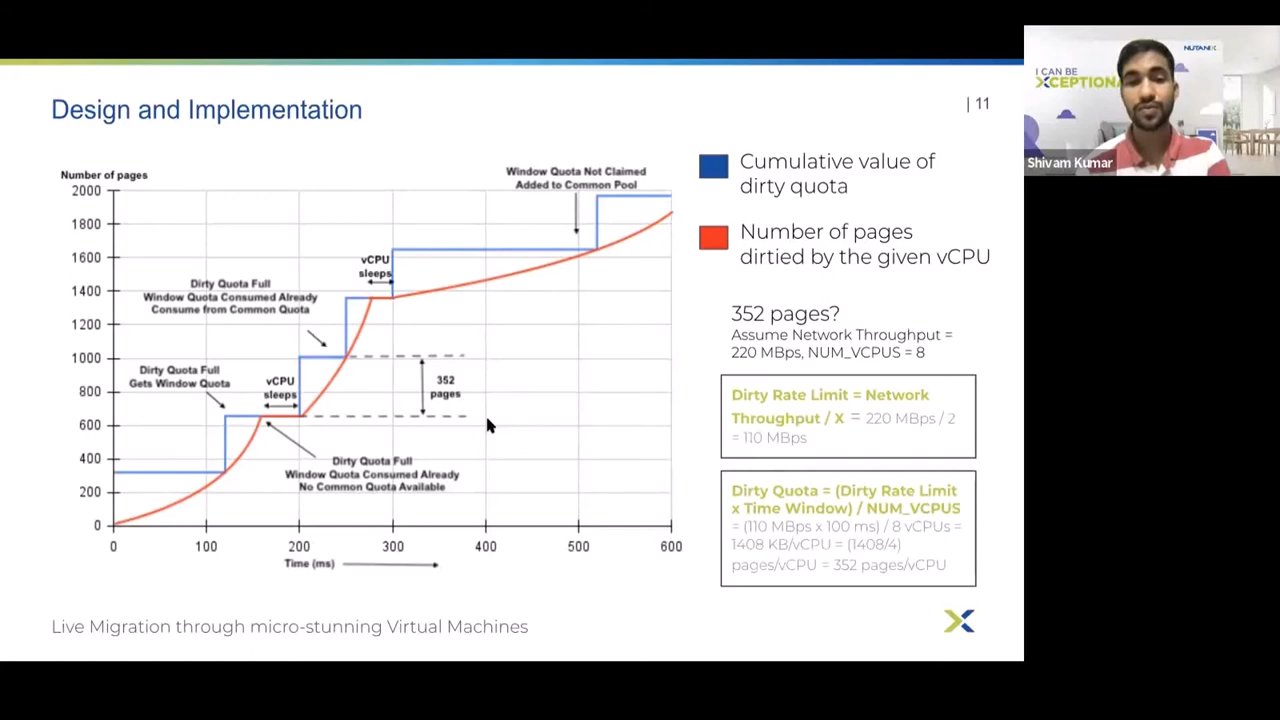 Design and Implementation
| 11
Number of pages
2000
1800
1600
1400
1200
1000
800
600
400
200
0
0
100
200
300
400
500
600
Time (ms)
Window Quota Not Claimed
Added to Common Pool
vCPU
sleeps
Dirty Quota Full
Window Quota Consumed Already
Consume from Common Quota
Dirty Quota Full
Gets Window Quota
vCPU
sleeps
352
pages
Dirty Quota Full
Window Quota Consumed Already
No Common Quota Available
Cumulative value of
dirty quota
Number of pages
dirtied by the given vCPU
352 pages?
Assume Network Throughput =
220 MBps, NUM_VCPUS = 8
Dirty Rate Limit = Network
Throughput / X = 220 MBps / 2
= 110 MBps
Dirty Quota = (Dirty Rate Limit
x Time Window) / NUM_VCPUS
= (110 MBps x 100 ms) / 8 vCPUs =
1408 KB/vCPU = (1408/4)
pages/vCPU = 352 pages/vCPU
Live Migration through micro-stunning Virtual Machines
NUTANIX
I CAN BE
XCEPTIONA
Shivam Kumar